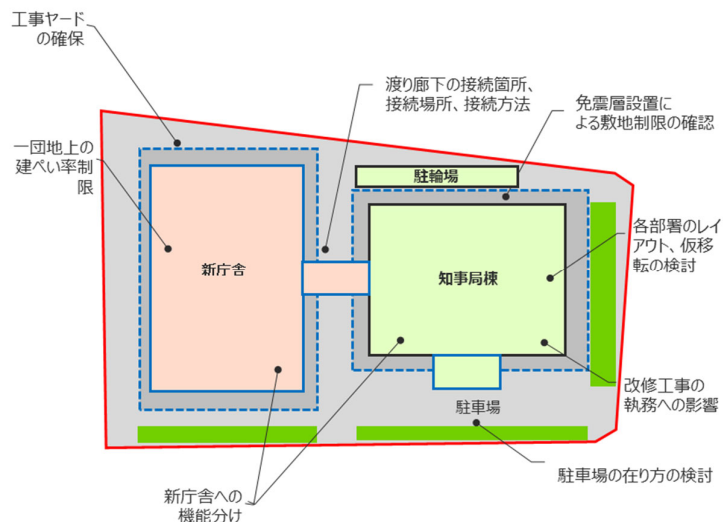 工事ヤード
の確保
渡り廊下の接続箇所、
接続場所、接続方法
免震層設置に
よる敷地制限の確認
一団地上の
建ぺい率制
限
駐輪場
各部署のレイ
アウト、仮移
転の検討
新庁舎
知事局棟
改修工事の
執務への影響
駐車場
駐車場の在り方の検討
新庁舎への
機能分け